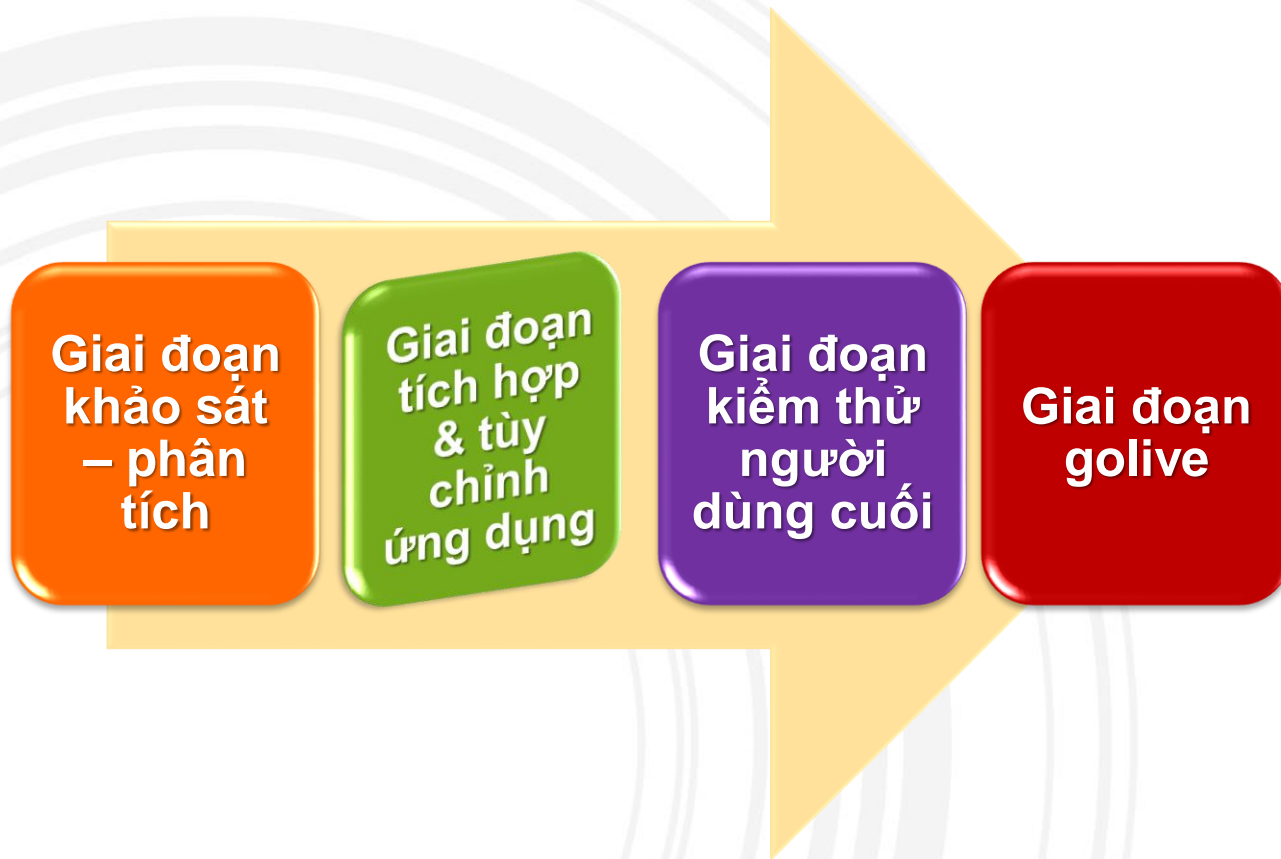 Giai đoạn
khảo sát
– phân
tích
Giai đoạn
tích hợp
& tùy
chỉnh
ứng dụng
Giai đoạn
kiểm thử
người
dùng cuối
Giai đoạn
golive